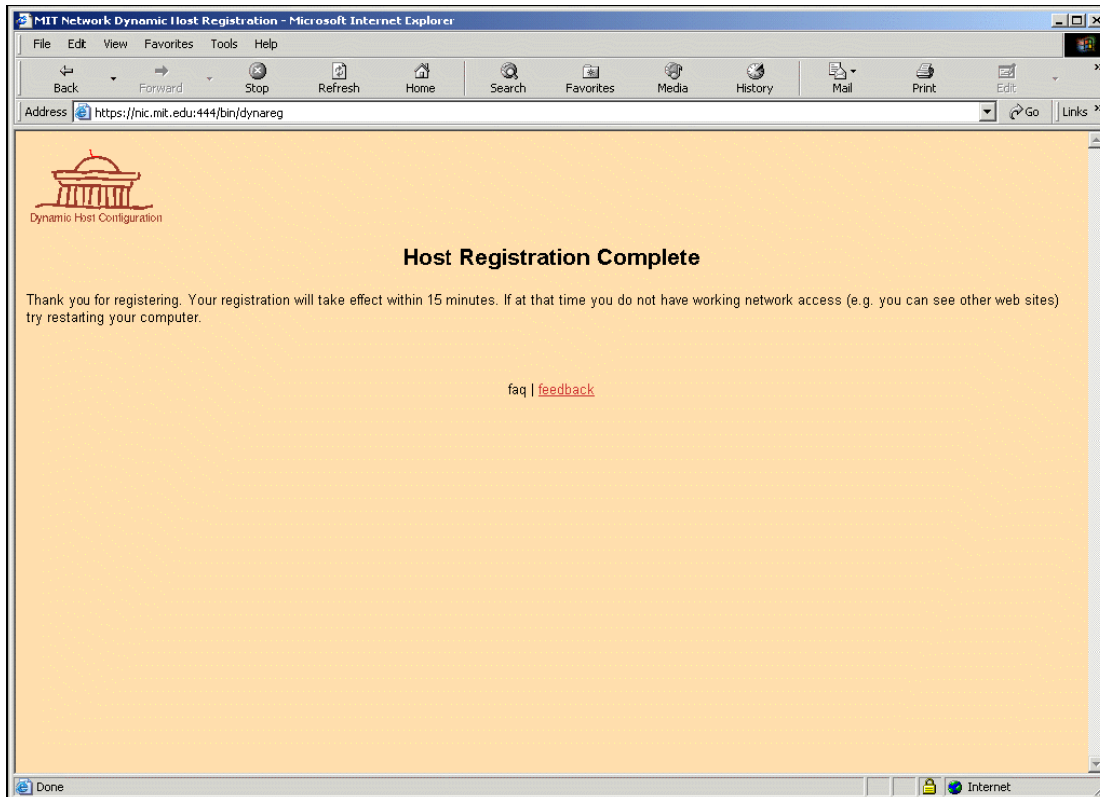 MIT Network Dynamic Host Registration - Microsoft Internet Explorer
File Edit View Favorites Tools Help
Back Forward Stop Refresh Home Search Favorites Media History Mail Print Edit
Address https://nic.mit.edu:444/bin/dynareg Go Links
Dynamic Host Configuration
Host Registration Complete
Thank you for registering. Your registration will take effect within 15 minutes. If at that time you do not have working network access (e.g. you can see other web sites)
try restarting your computer.
faq | feedback
Done Internet